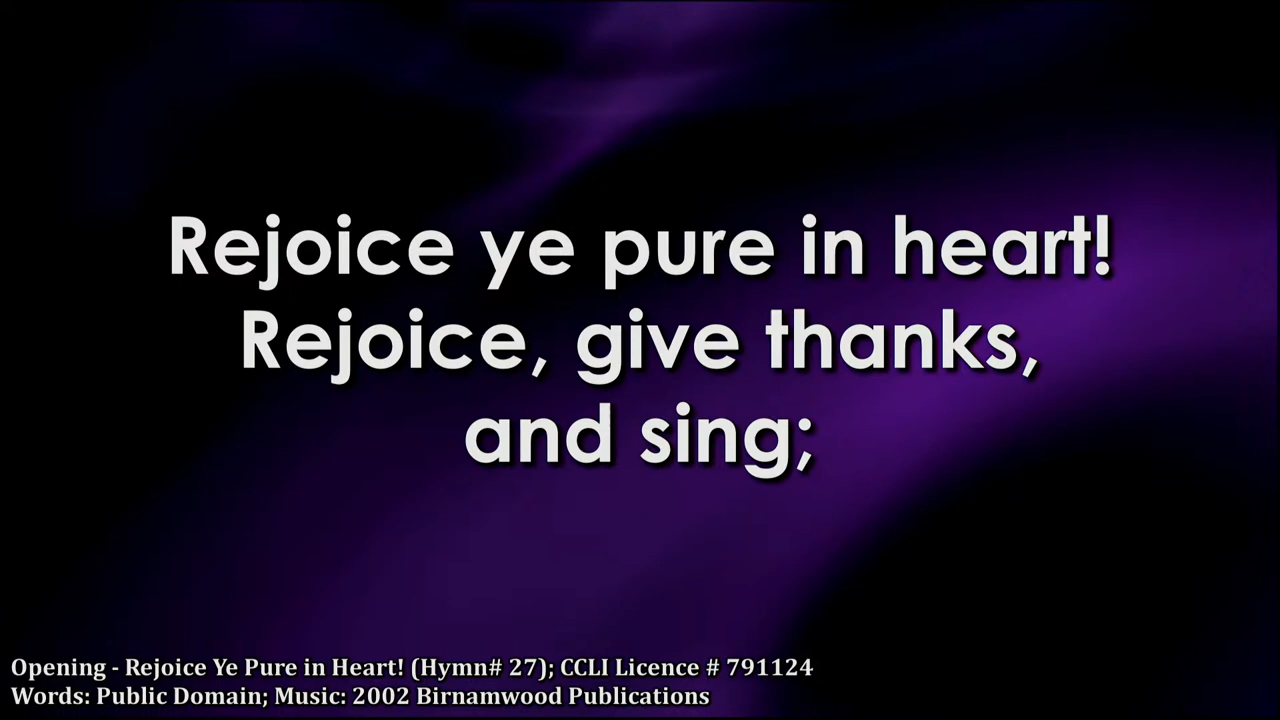 Rejoice ye pure in heart!
Rejoice, give thanks,
and sing;
Opening - Rejoice Ye Pure in Heart! (Hymn# 27); CCLI Licence # 791124
Words: Public Domain; Music: 2002 Birnamwood Publications